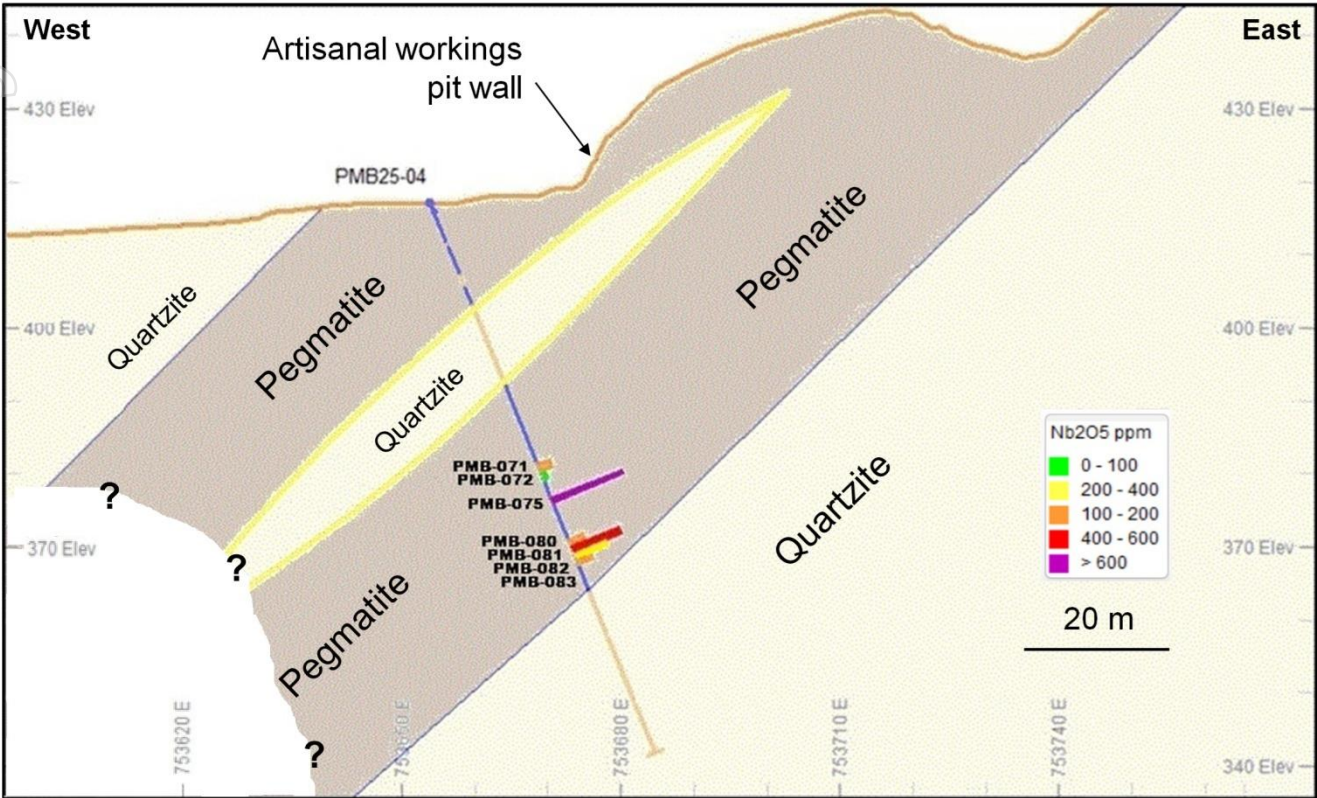 West
East
Artisanal workings
pit wall
430 Elev
430 Elev
PMB25-04
Pegmatite
Quartzite
Pegmatite
400 Elev
400 Elev
Quartzite
Nb2O5 ppm
0 - 100
200 - 400
100 - 200
400 - 600
> 600
PMB-071
PMB-072
PMB-075
Quartzite
?
PMB-080
PMB-081
PMB-082
PMB-083
370 Elev
370 Elev
?
Pegmatite
20 m
?
753620 E
753650 E
753680 E
753710 E
753740 E
340 Elev